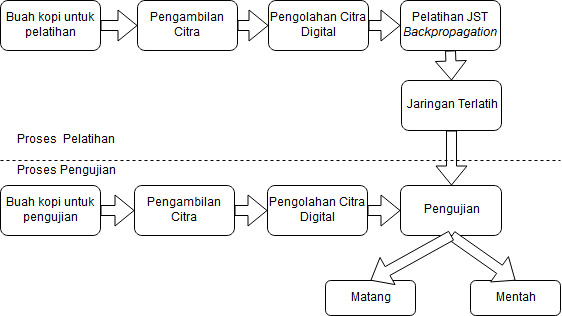 Buah kopi untuk
pelatihan
Pengambilan
Citra
Pengolahan Citra
Digital
Pelatihan JST
Backpropagation
Jaringan Terlatih
Proses Pelatihan
Proses Pengujian
Buah kopi untuk
pengujian
Pengambilan
Citra
Pengolahan Citra
Digital
Pengujian
Matang
Mentah